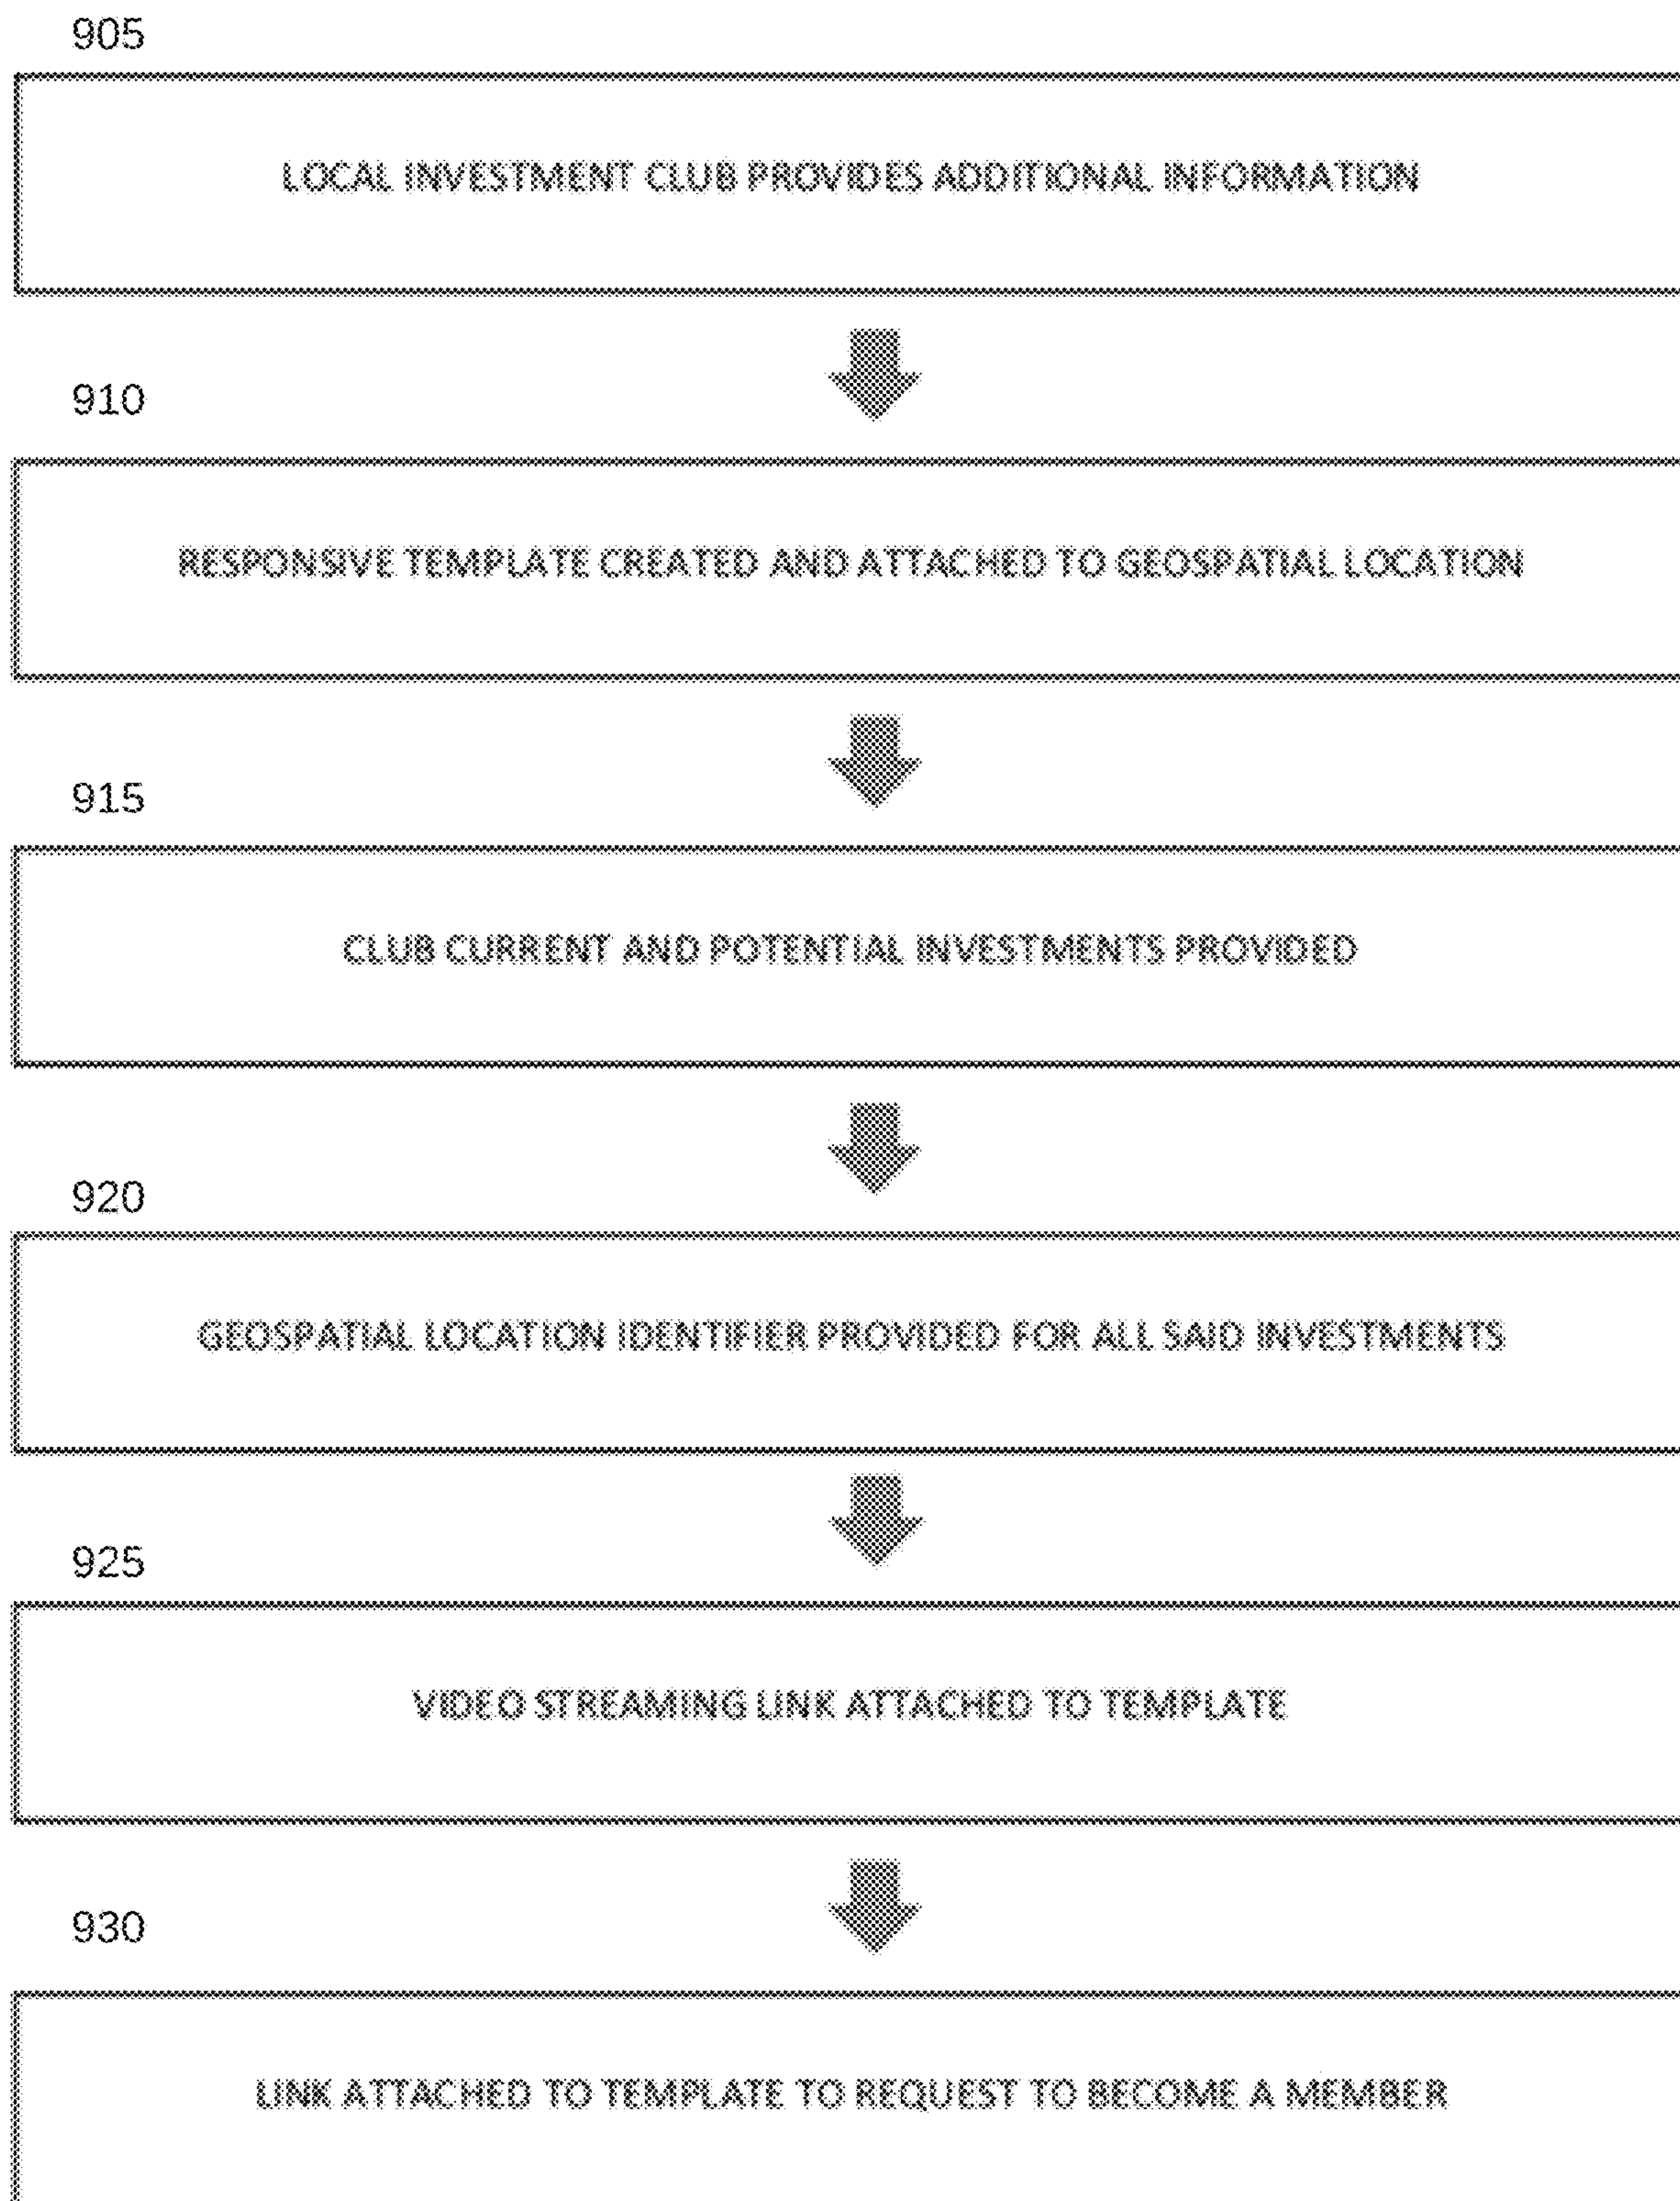 905
LOCAL INVESTMENT CLUB PROVIDES ADDITIONAL INFORMATION
910
RESPONSIVE TEMPLATE CREATED AND ATTACHED TO GEOSPATIAL LOCATION
915
CLUB CURRENT AND POTENTIAL INVESTMENTS PROVIDED
920
GEOSPATIAL LOCATION IDENTIFIER PROVIDED FOR ALL SAID INVESTMENTS
925
VIDEO STREAMING LINK ATTACHED TO TEMPLATE
930
LINK ATTACHED TO TEMPLATE TO REQUEST TO BECOME A MEMBER